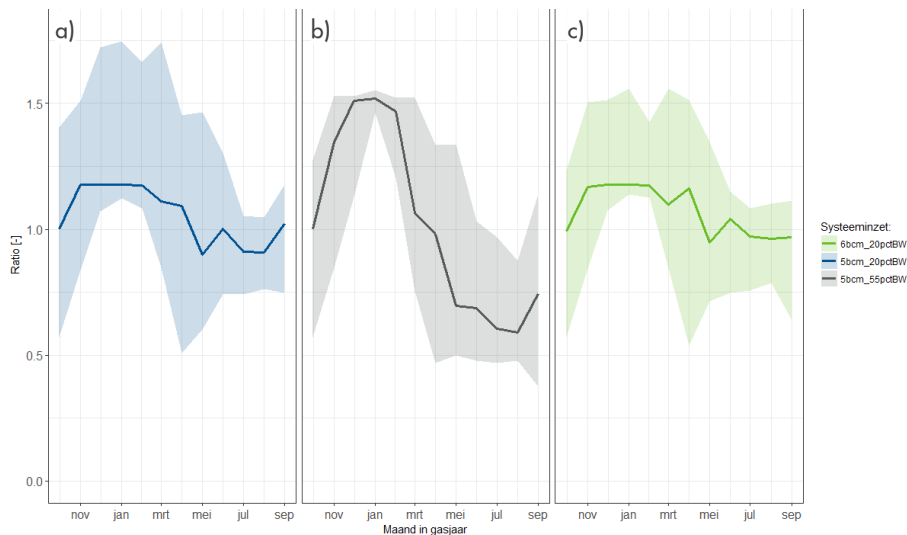 a)
b)
c)
1.5
1.0
0.5
0.0
Ratio [-]
nov jan mrt mei jul sep
nov jan mrt mei jul sep
nov jan mrt mei jul sep
Maand in gasjaar
Systeeminzet:
6bcm_20pctBW
5bcm_20pctBW
5bcm_55pctBW